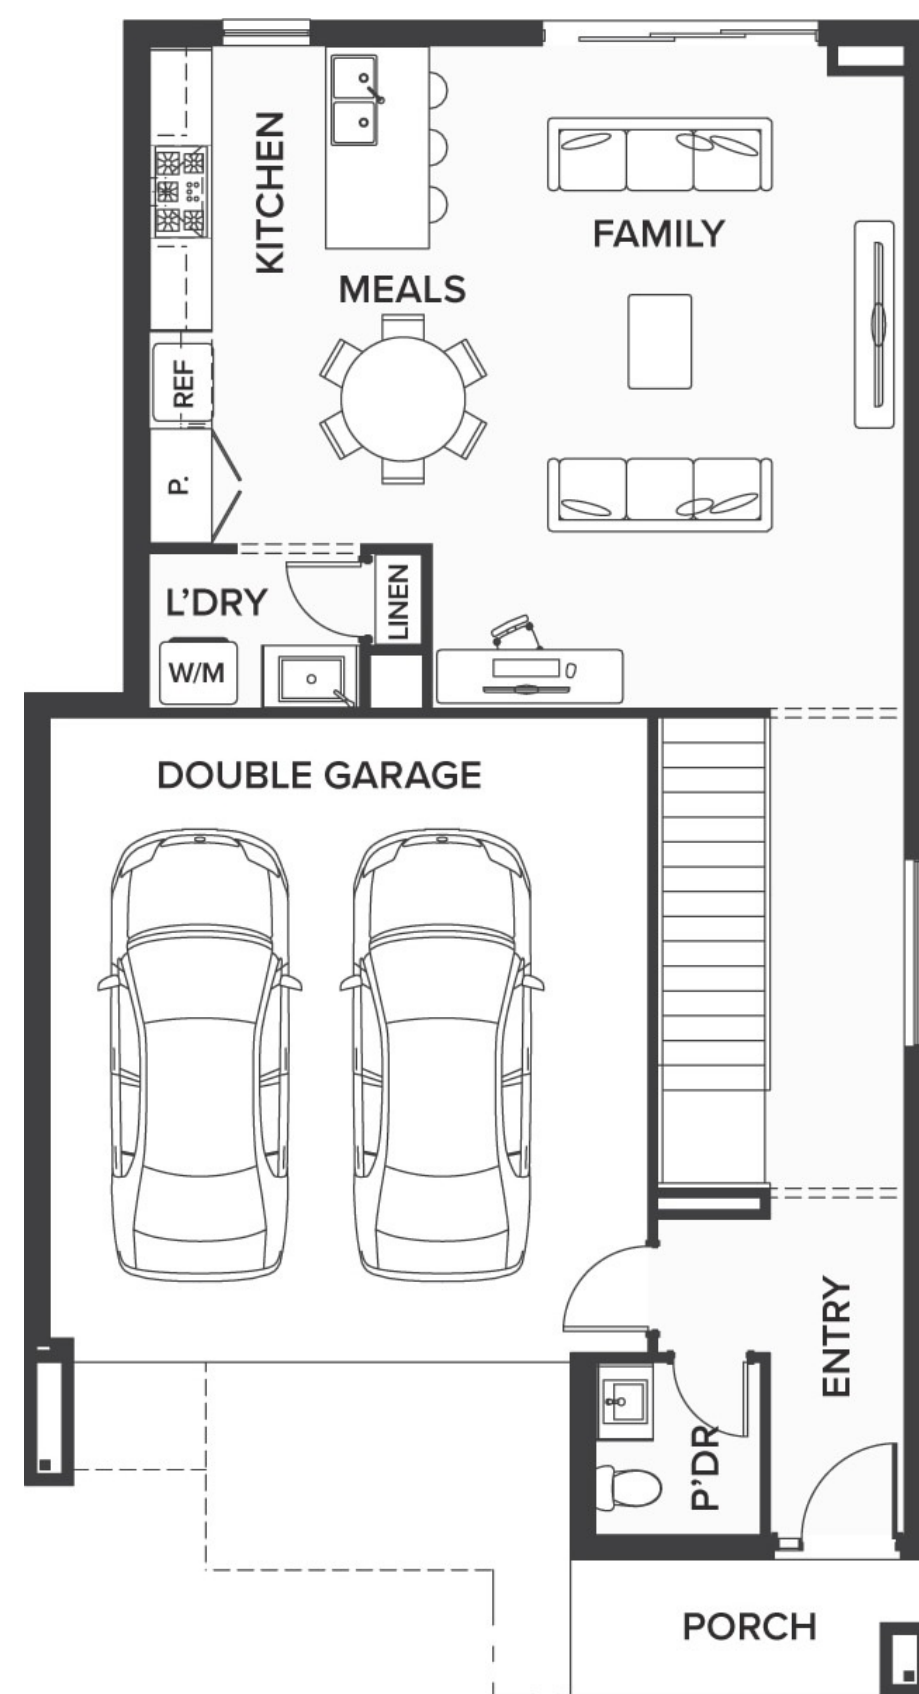 KITCHEN
FAMILY
MEALS
REF
P.
L'DRY
LINEN
W/M
DOUBLE GARAGE
ENTRY
P'DR
PORCH